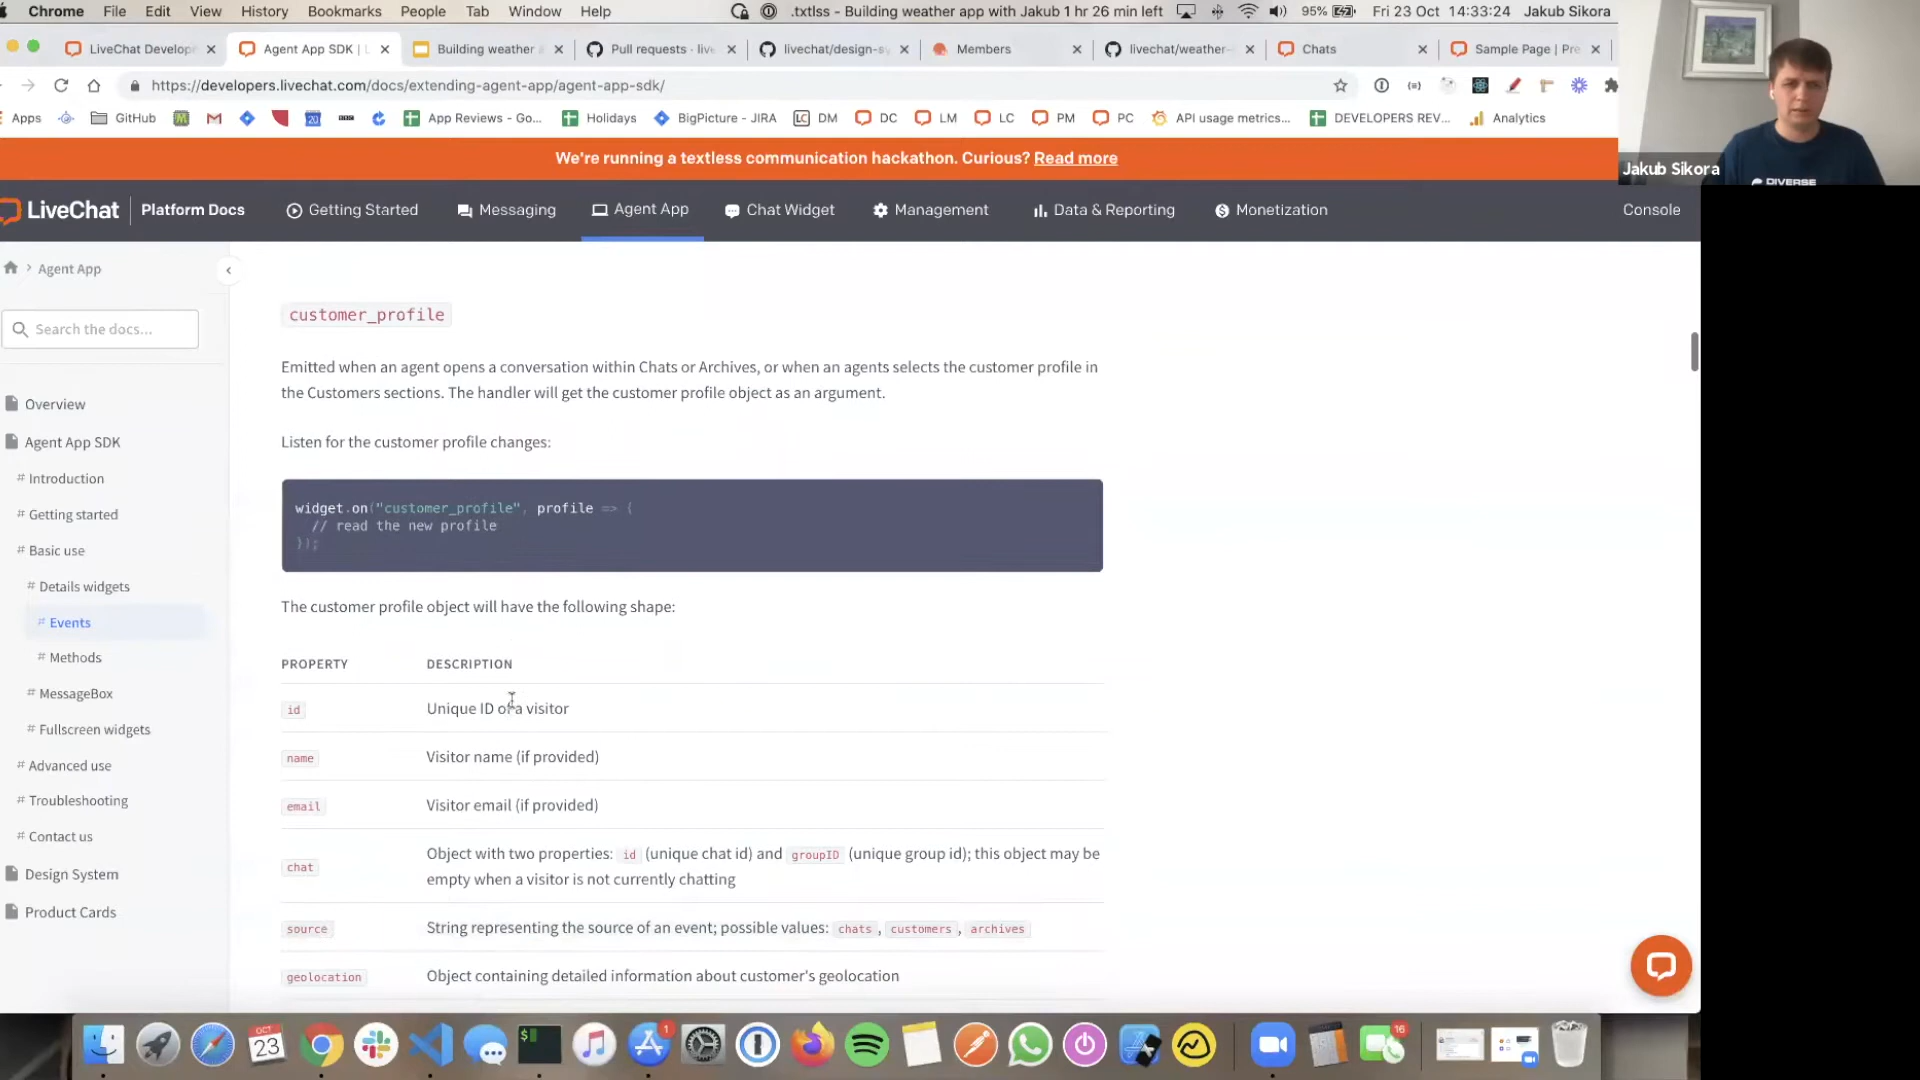 Chrome File Edit View History Bookmarks People Tab Window Help .txtlss - Building weather app with Jakub 1 hr 26 min left 95% Fri 23 Oct 14:33:24 Jakub Sikora
LiveChat Develop Agent App SDK | L Building weather a Pull requests · live livechat/design-sy Members livechat/weather- Chats Sample Page | Pre
https://developers.livechat.com/docs/extending-agent-app/agent-app-sdk/
Apps GitHub 20 App Reviews - Go... Holidays BigPicture - JIRA DM DC LM LC PM PC API usage metrics... DEVELOPERS REV... Analytics
We're running a textless communication hackathon. Curious? Read more
Jakub Sikora
DIVERSE
LiveChat Platform Docs Getting Started Messaging Agent App Chat Widget Management Data & Reporting Monetization Console
> Agent App
Search the docs...
Overview
Agent App SDK
# Introduction
# Getting started
# Basic use
# Details widgets
# Events
# Methods
# MessageBox
# Fullscreen widgets
# Advanced use
# Troubleshooting
# Contact us
Design System
Product Cards
customer_profile
Emitted when an agent opens a conversation within Chats or Archives, or when an agents selects the customer profile in
the Customers sections. The handler will get the customer profile object as an argument.
Listen for the customer profile changes:
widget.on("customer_profile", profile => {
// read the new profile
});
The customer profile object will have the following shape:
PROPERTY DESCRIPTION
id Unique ID of a visitor
name Visitor name (if provided)
email Visitor email (if provided)
chat Object with two properties: id (unique chat id) and groupID (unique group id); this object may be
empty when a visitor is not currently chatting
source String representing the source of an event; possible values: chats , customers , archives
geolocation Object containing detailed information about customer's geolocation
OCT
23
$
1
16